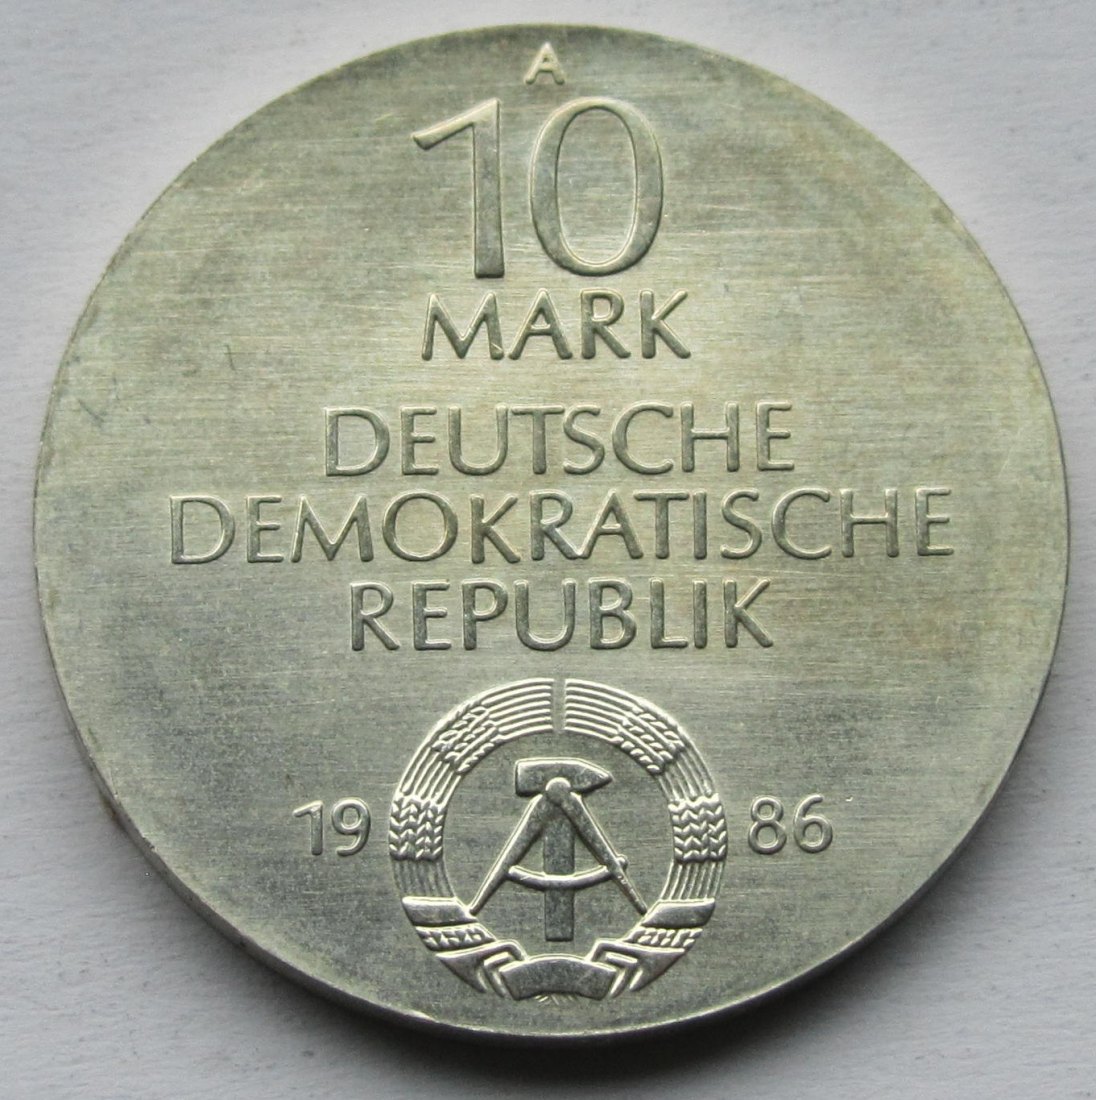 A
10
MARK
DEUTSCHE
DEMOKRATISCHE
REPUBLIK
19 86